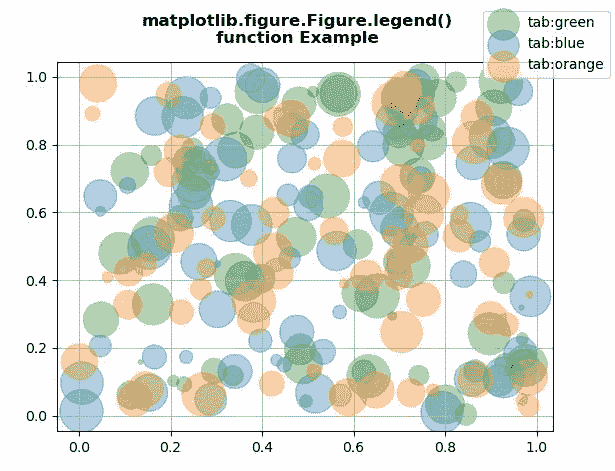 matplotlib.figure.Figure.legend()
function Example
tab:green
tab:blue
tab:orange
1.0
0.8
0.6
0.4
0.2
0.0
0.0 0.2 0.4 0.6 0.8 1.0